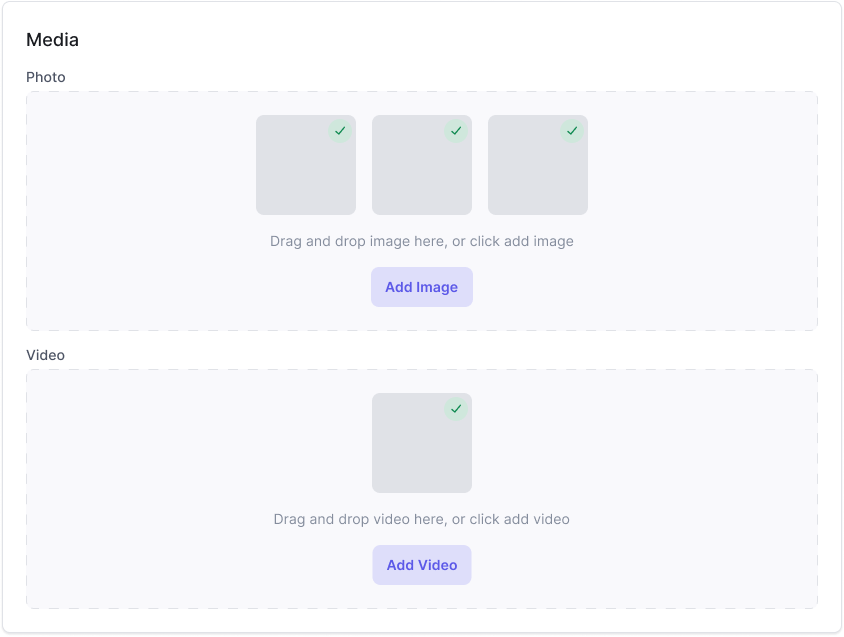 Media
Photo
Drag and drop image here, or click add image
Add Image
Video
Drag and drop video here, or click add video
Add Video